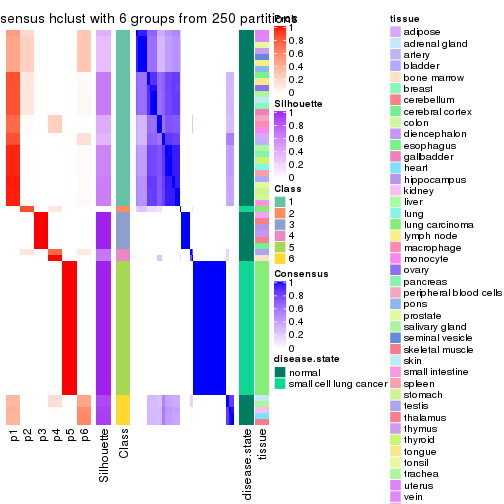 sensus hclust with 6 groups from 250 partitions
Prob
1
0.8
0.6
0.4
0.2
0
Silhouette
1
0.8
0.6
0.4
0.2
0
Class
1
2
3
4
5
6
Consensus
1
0.8
0.6
0.4
0.2
0
disease.state
normal
small cell lung cancer
tissue
adipose
adrenal gland
artery
bladder
bone marrow
breast
cerebellum
cerebral cortex
colon
diencephalon
esophagus
galbladder
heart
hippocampus
kidney
liver
lung
lung carcinoma
lymph node
macrophage
monocyte
ovary
pancreas
peripheral blood cells
pons
prostate
salivary gland
seminal vesicle
skeletal muscle
skin
small intestine
spleen
stomach
testis
thalamus
thymus
thyroid
tongue
tonsil
trachea
uterus
vein
p1
p2
p3
p4
p5
p6
Silhouette
Class
disease.state
tissue